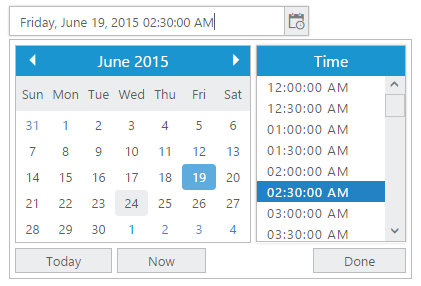 Friday, June 19, 2015 02:30:00 AM
June 2015
Sun Mon Tue Wed Thu Fri Sat
31 1 2 3 4 5 6
7 8 9 10 11 12 13
14 15 16 17 18 19 20
21 22 23 24 25 26 27
28 29 30 1 2 3 4
Time
12:00:00 AM
12:30:00 AM
01:00:00 AM
01:30:00 AM
02:00:00 AM
02:30:00 AM
03:00:00 AM
03:30:00 AM
Today
Now
Done